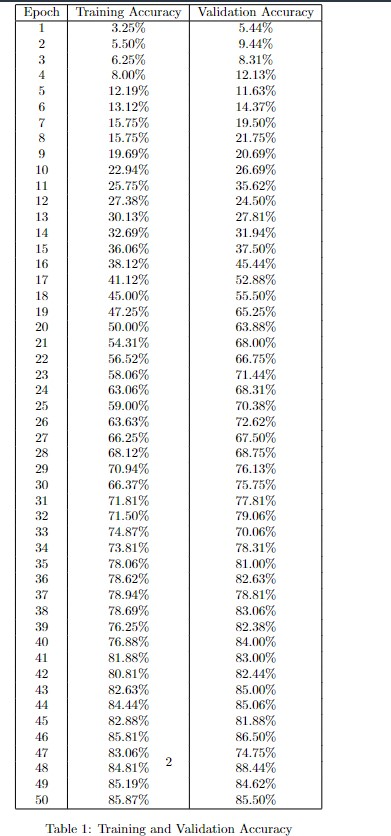 Epoch Training Accuracy Validation Accuracy
1 3.25% 5.44%
2 5.50% 9.44%
3 6.25% 8.31%
4 8.00% 12.13%
5 12.19% 11.63%
6 13.12% 14.37%
7 15.75% 19.50%
8 15.75% 21.75%
9 19.69% 20.69%
10 22.94% 26.69%
11 25.75% 35.62%
12 27.38% 24.50%
13 30.13% 27.81%
14 32.69% 31.94%
15 36.06% 37.50%
16 38.12% 45.44%
17 41.12% 52.88%
18 45.00% 55.50%
19 47.25% 65.25%
20 50.00% 63.88%
21 54.31% 68.00%
22 56.52% 66.75%
23 58.06% 71.44%
24 63.06% 68.31%
25 59.00% 70.38%
26 63.63% 72.62%
27 66.25% 67.50%
28 68.12% 68.75%
29 70.94% 76.13%
30 66.37% 75.75%
31 71.81% 77.81%
32 71.50% 79.06%
33 74.87% 70.06%
34 73.81% 78.31%
35 78.06% 81.00%
36 78.62% 82.63%
37 78.94% 78.81%
38 78.69% 83.06%
39 76.25% 82.38%
40 76.88% 84.00%
41 81.88% 83.00%
42 80.81% 82.44%
43 82.63% 85.00%
44 84.44% 85.06%
45 82.88% 81.88%
46 85.81% 86.50%
47 83.06% 74.75%
2
48 84.81% 88.44%
49 85.19% 84.62%
50 85.87% 85.50%
Table 1: Training and Validation Accuracy